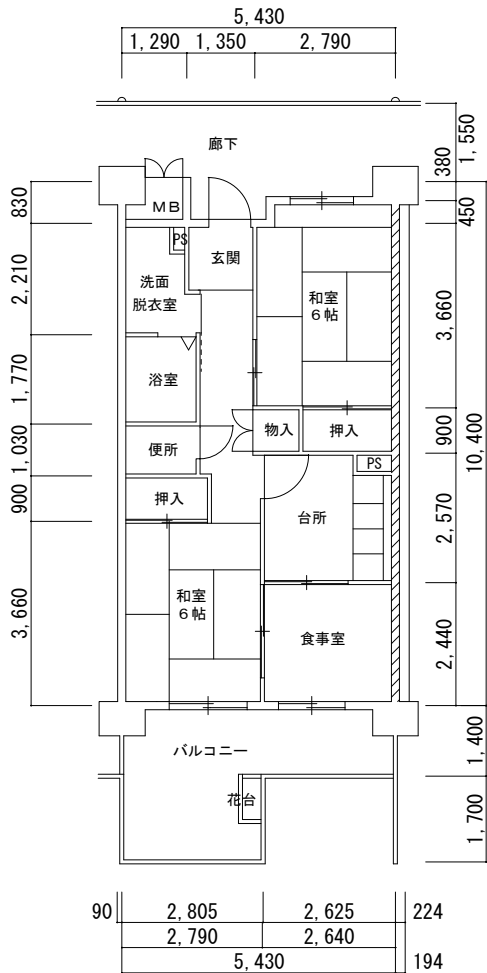 5,430
1,290 1,350 2,790
廊下
1,550
380
450
830
MB
PS
玄関
2,210
洗面
脱衣室
和室
6帖
3,660
10,400
1,770
浴室
1,030
便所
物入
押入
900
PS
900
押入
台所
2,570
3,660
和室
6帖
食事室
2,440
バルコニー
1,400
花台
1,700
90 2,805 2,625 224
2,790 2,640
5,430 194